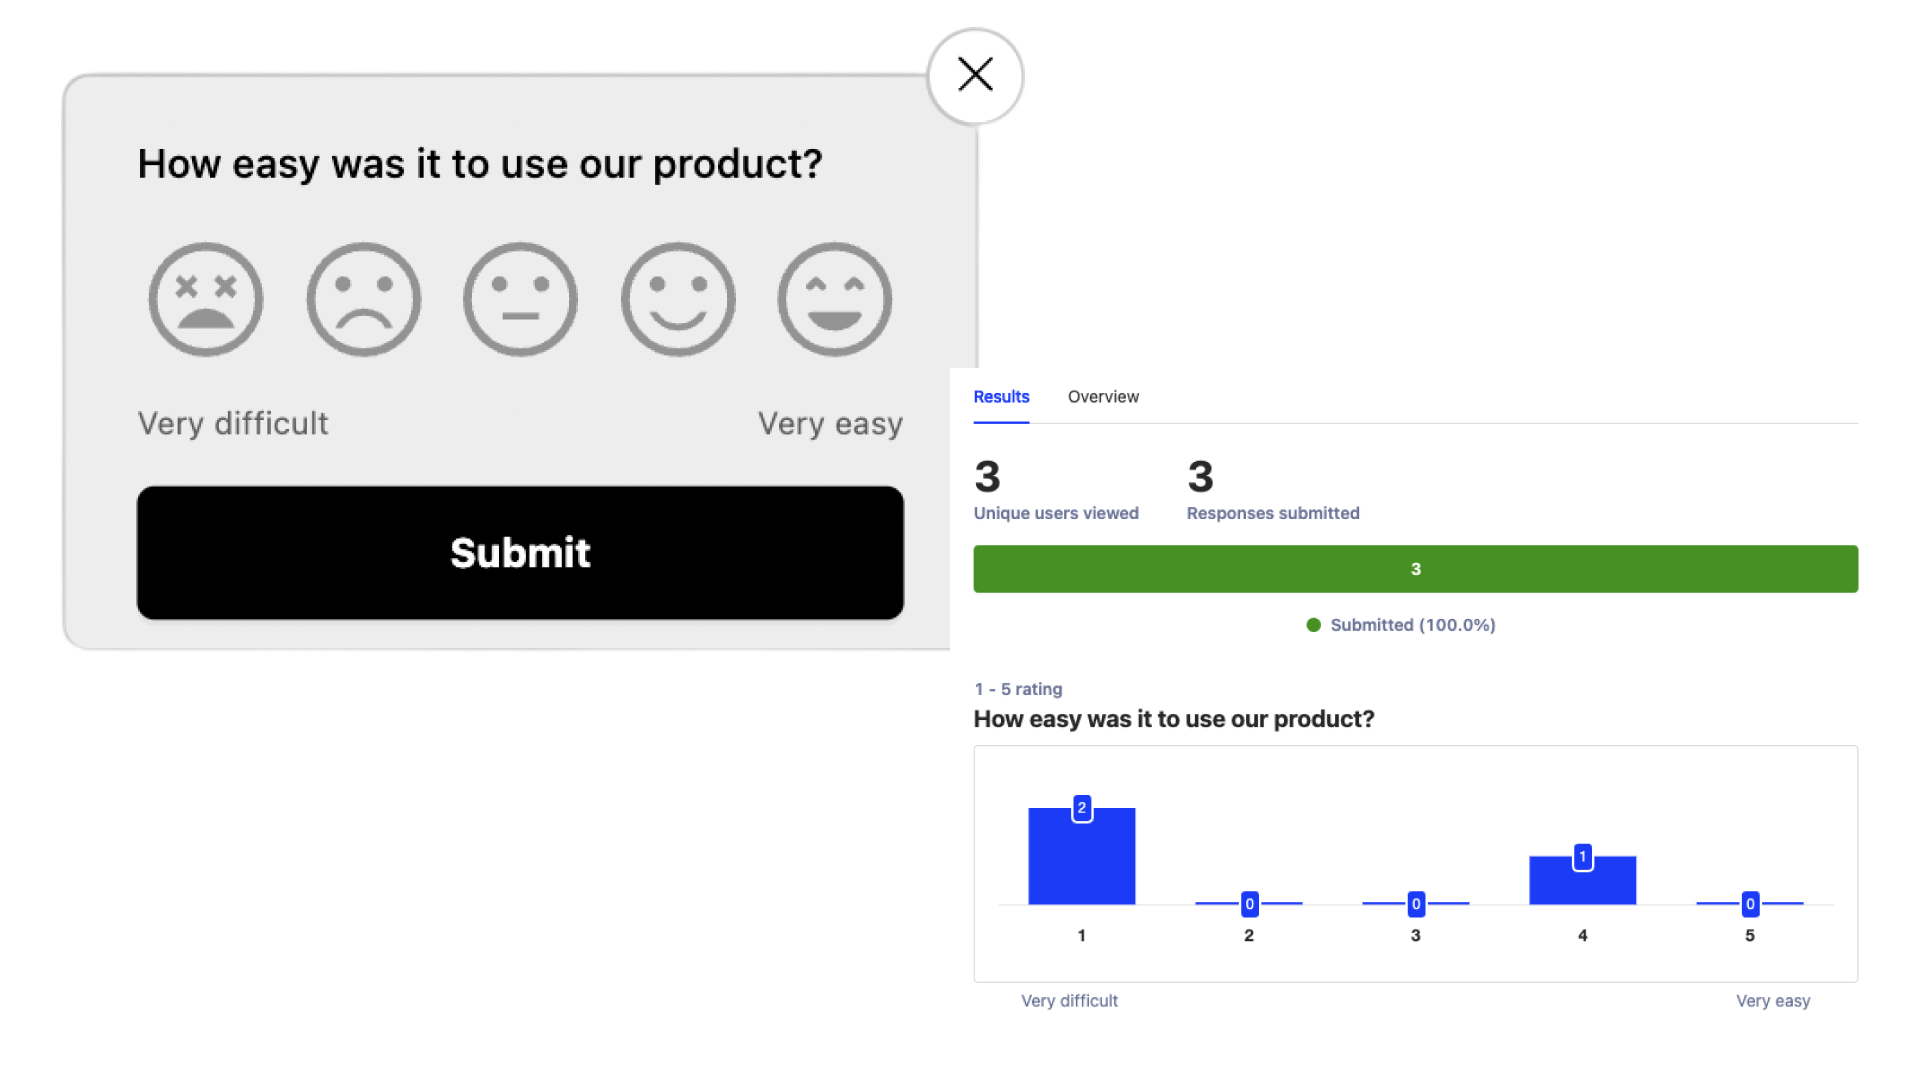 How easy was it to use our product?
Very difficult Very easy
Submit
Results Overview
3 3
Unique users viewed Responses submitted
3
Submitted (100.0%)
1 - 5 rating
How easy was it to use our product?
2 0 0 1 0
1 2 3 4 5
Very difficult Very easy